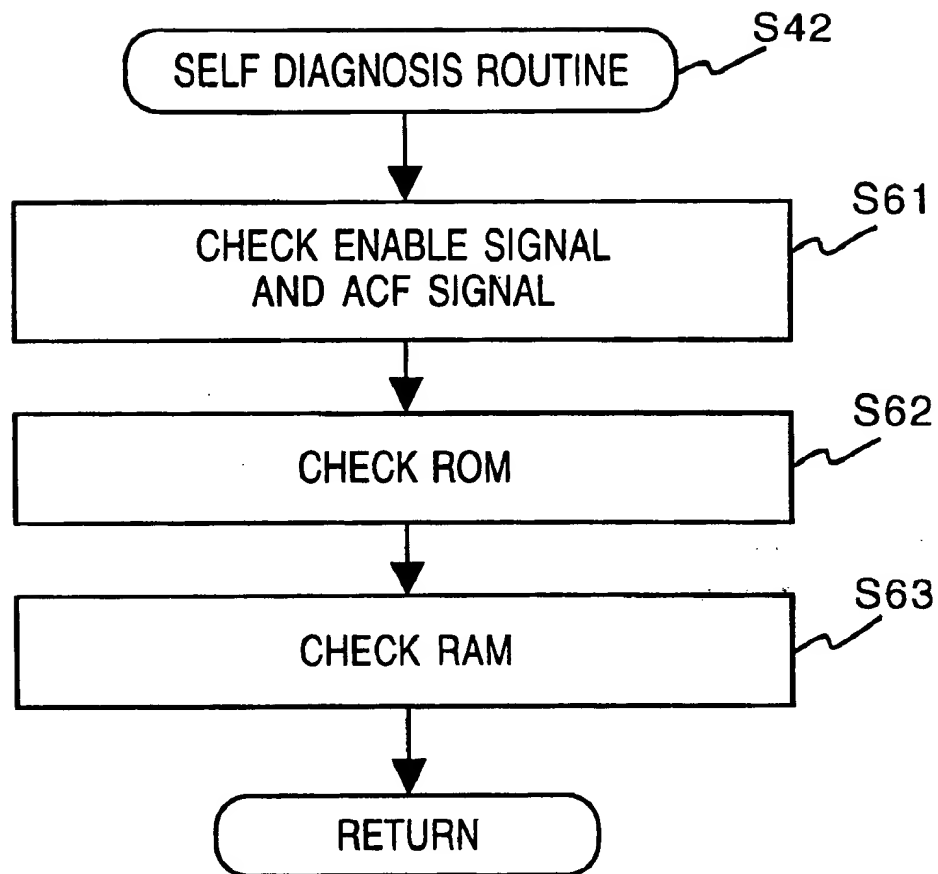 S42
SELF DIAGNOSIS ROUTINE
S61
CHECK ENABLE SIGNAL
AND ACF SIGNAL
S62
CHECK ROM
S63
CHECK RAM
RETURN